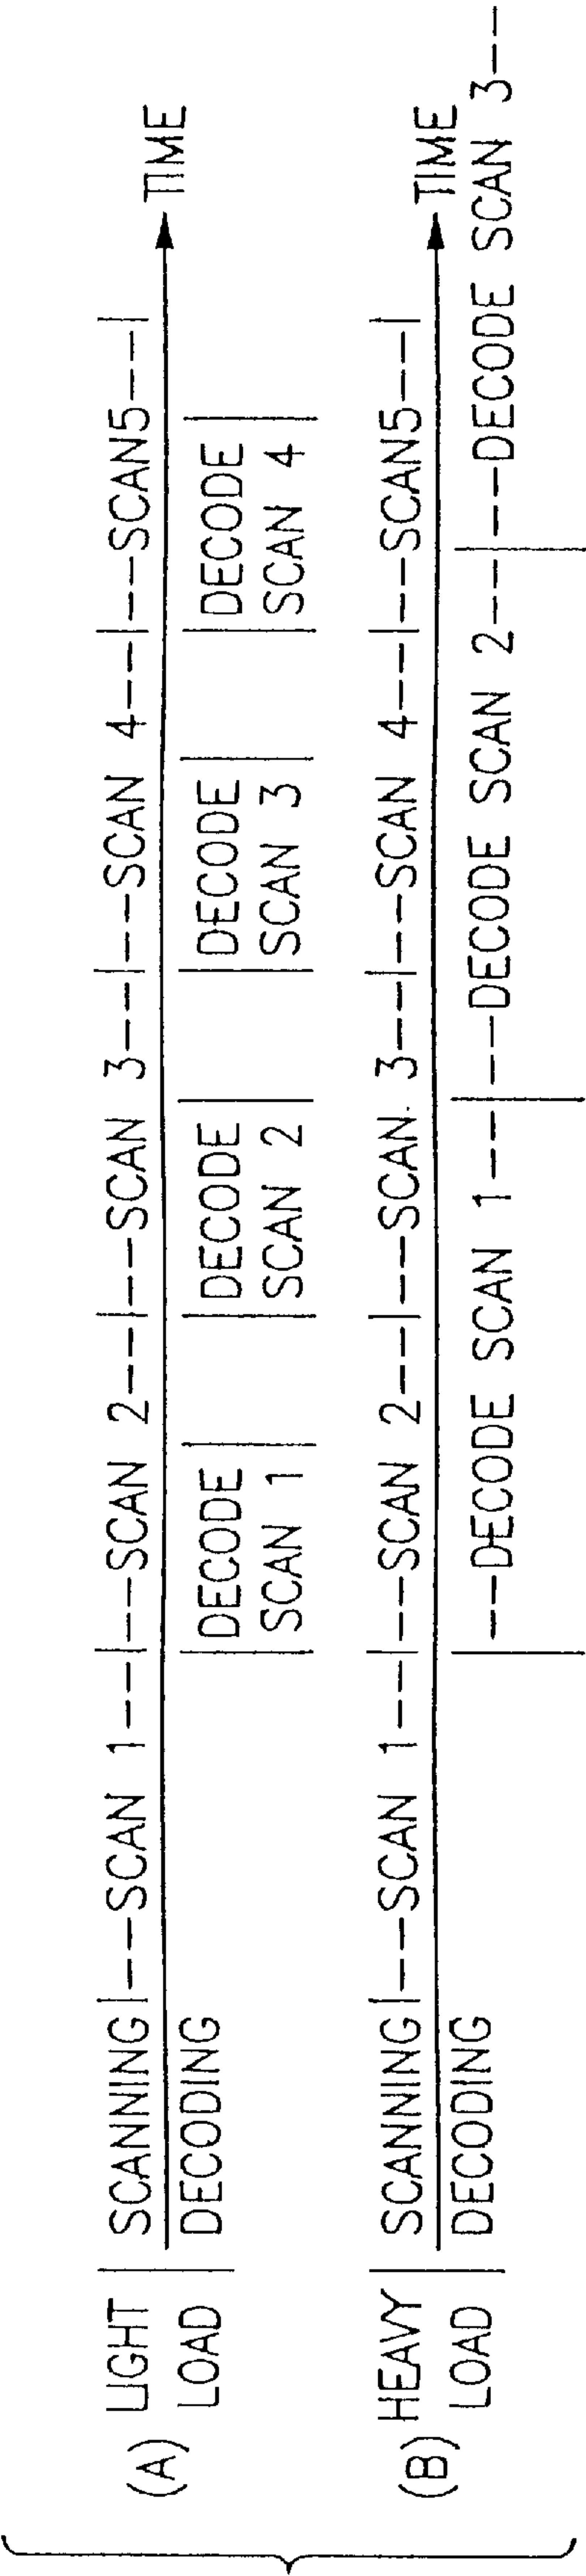 (A) LIGHT LOAD
SCANNING |---SCAN 1---|---SCAN 2---|---SCAN 3---|---SCAN 4---|---SCAN5---|
TIME
DECODING
DECODE SCAN 1
DECODE SCAN 2
DECODE SCAN 3
DECODE SCAN 4
(B) HEAVY LOAD
SCANNING |---SCAN 1---|---SCAN 2---|---SCAN 3---|---SCAN 4---|---SCAN5---|
TIME
DECODING
--DECODE SCAN 1-----DECODE SCAN 2-----DECODE SCAN 3--